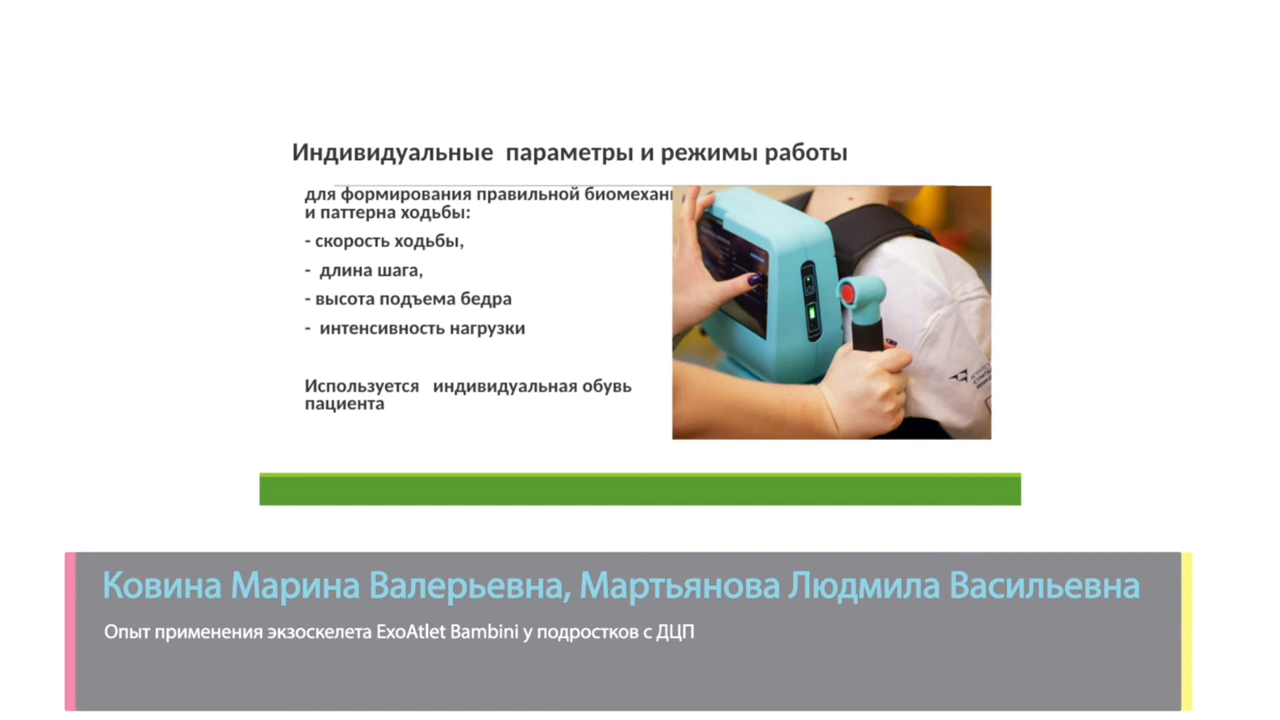 Индивидуальные параметры и режимы работы
для формирования правильной
и паттерна ходьбы:
- скорость ходьбы,
- длина шага,
- высота подъема бедра
- интенсивность нагрузки
Используется индивидуальная обувь
пациента
Ковина Марина Валерьевна, Мартьянова Людмила Васильевна
Опыт применения экзоскелета ExoAtlet Bambini у подростков с ДЦП